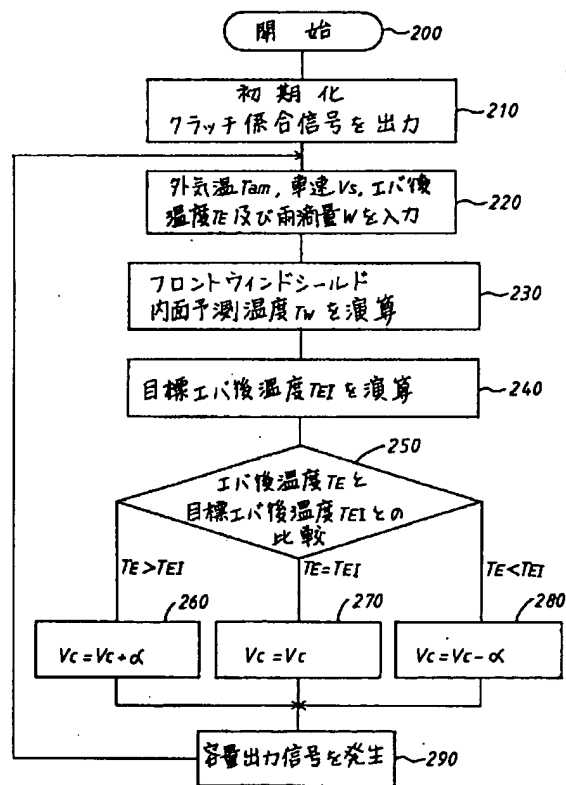 開始
200
初期化
クラッチ係合信号を出力
210
外気温Tam, 車速Vs, エバ後
温度TE及び雨滴量Wを入力
220
フロントウィンドシールド
内面予測温度Twを演算
230
目標エバ後温度TEIを演算
240
250
エバ後温度TEと
目標エバ後温度TEIとの
比較
TE>TEI
TE=TEI
TE<TEI
260
270
280
Vc=Vc+α
Vc=Vc
Vc=Vc-α
容量出力信号を発生
290